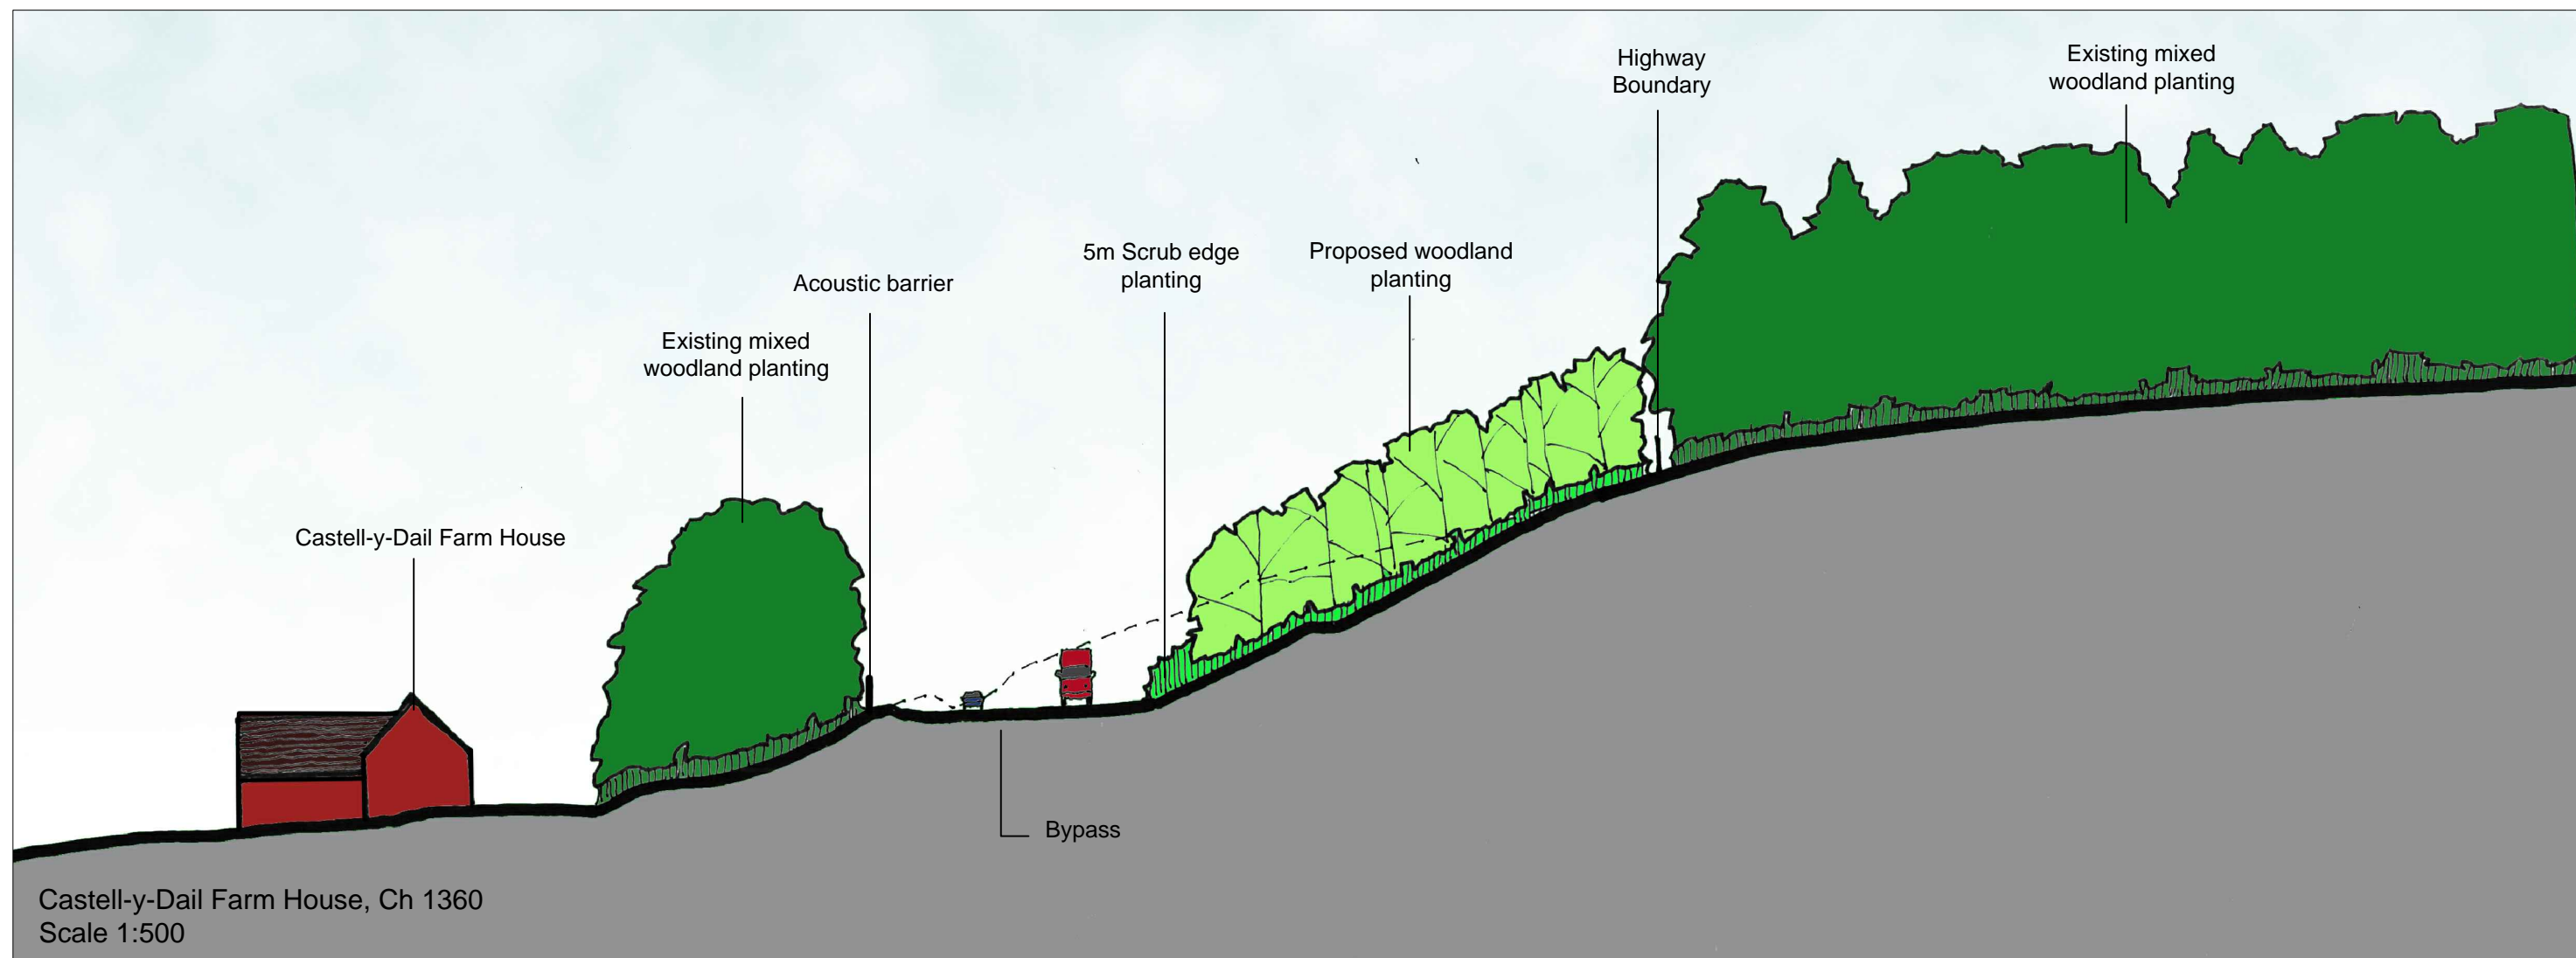 Highway
Boundary
Existing mixed
woodland planting
5m Scrub edge
planting
Proposed woodland
planting
Acoustic barrier
Existing mixed
woodland planting
Castell-y-Dail Farm House
Bypass
Castell-y-Dail Farm House, Ch 1360
Scale 1:500